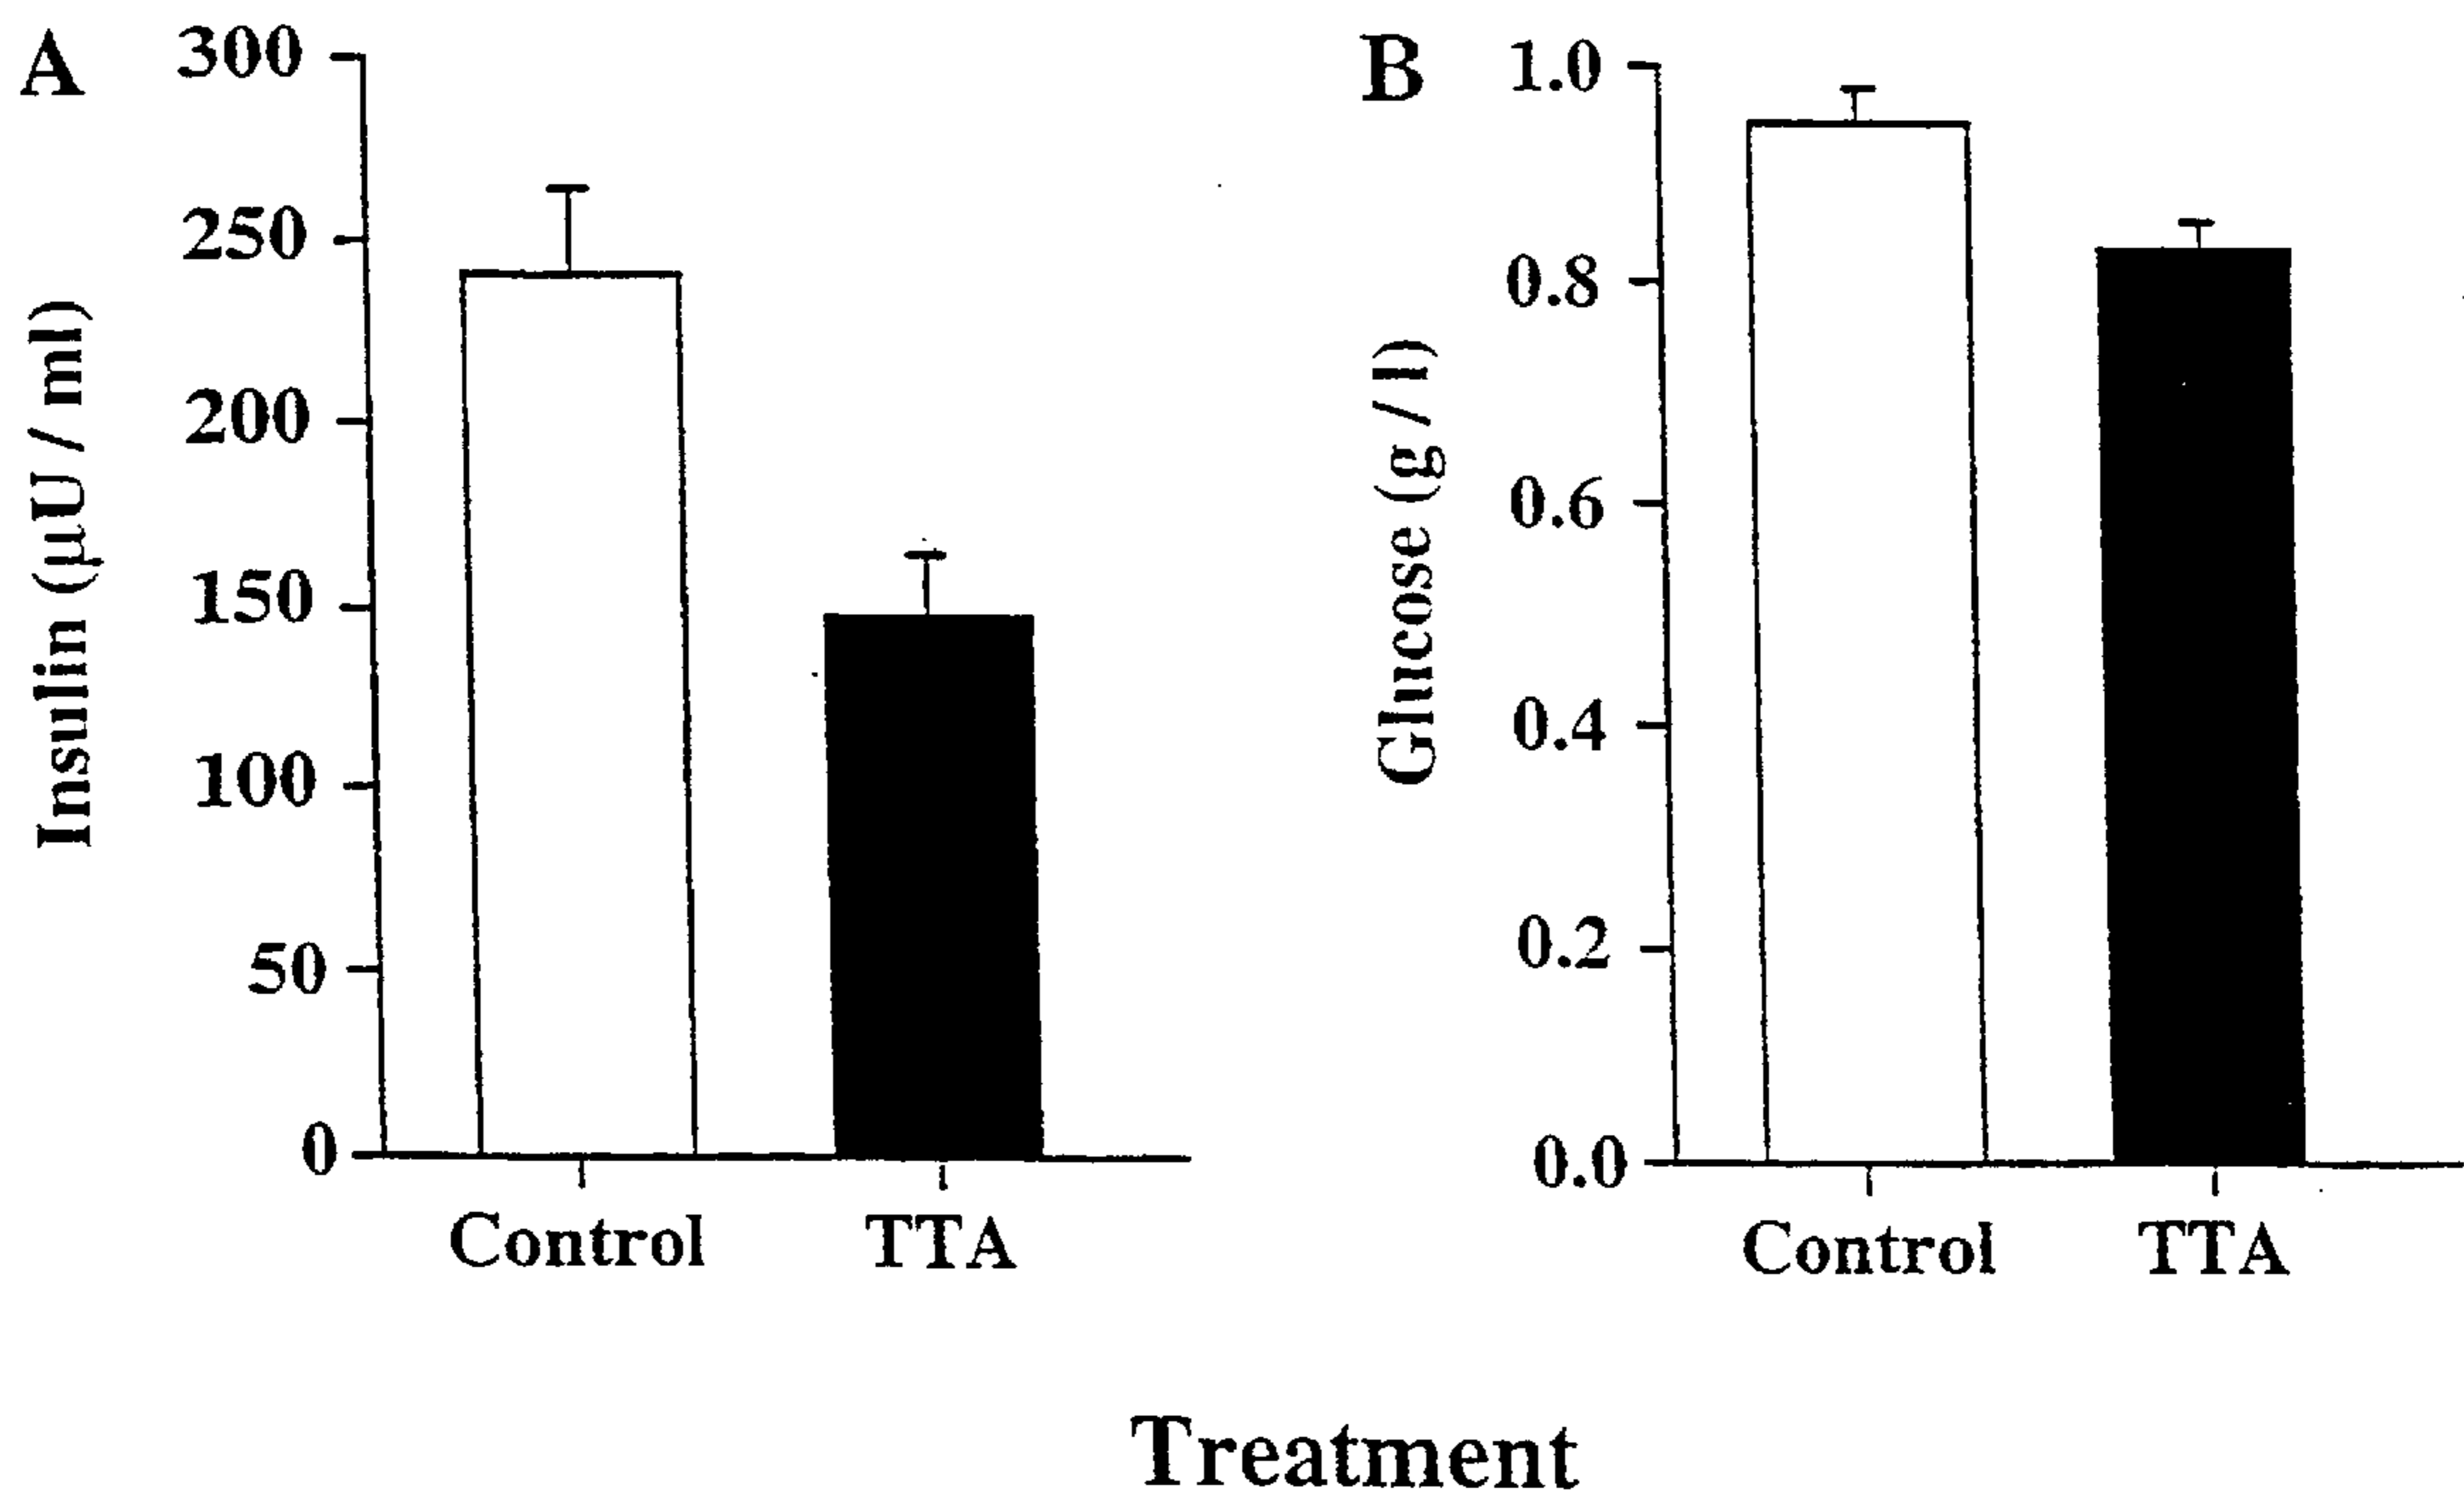 A
300
250
200
150
100
50
0
Insulin (µU / ml)
Control TTA
B
1.0
0.8
0.6
0.4
0.2
0.0
Glucose (g / l)
Control TTA
Treatment